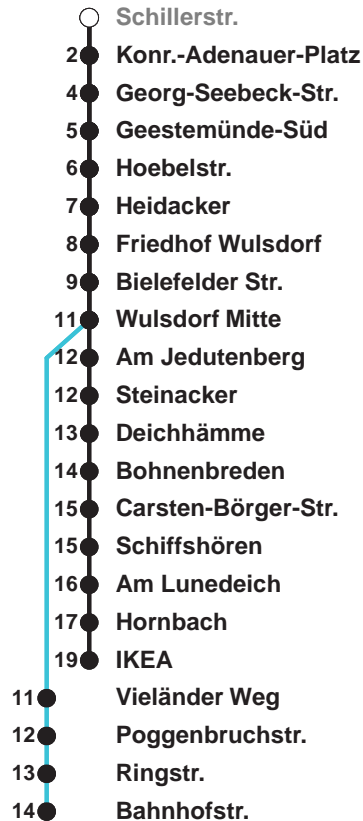 Schillerstr.
2 Konr.-Adenauer-Platz
4 Georg-Seebeck-Str.
5 Geestemünde-Süd
6 Hoebelstr.
7 Heidacker
8 Friedhof Wulsdorf
9 Bielefelder Str.
11 Wulsdorf Mitte
12 Am Jedutenberg
12 Steinacker
13 Deichhämme
14 Bohnenbreden
15 Carsten-Börger-Str.
15 Schiffshören
16 Am Lunedeich
17 Hornbach
19 IKEA
11 Vieländer Weg
12 Poggenbruchstr.
13 Ringstr.
14 Bahnhofstr.